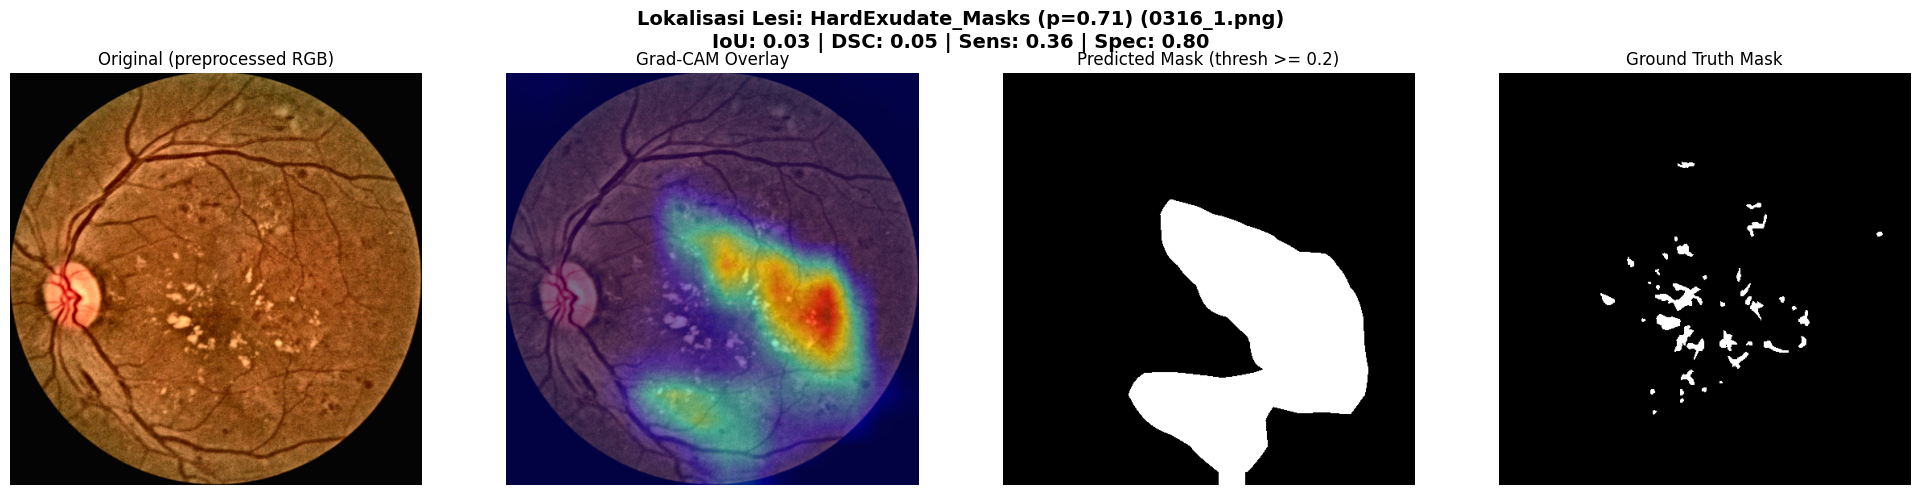 Lokalisasi Lesi: HardExudate_Masks (p=0.71) (0316_1.png)
IoU: 0.03 | DSC: 0.05 | Sens: 0.36 | Spec: 0.80
Original (preprocessed RGB)
Grad-CAM Overlay
Predicted Mask (thresh >= 0.2)
Ground Truth Mask